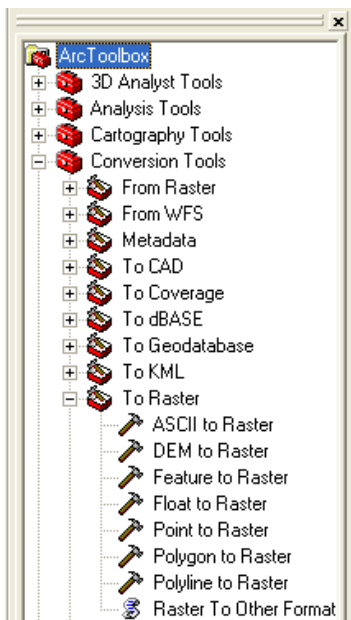 ArcToolbox
3D Analyst Tools
Analysis Tools
Cartography Tools
Conversion Tools
From Raster
From WFS
Metadata
To CAD
To Coverage
To dBASE
To Geodatabase
To KML
To Raster
ASCII to Raster
DEM to Raster
Feature to Raster
Float to Raster
Point to Raster
Polygon to Raster
Polyline to Raster
Raster To Other Format